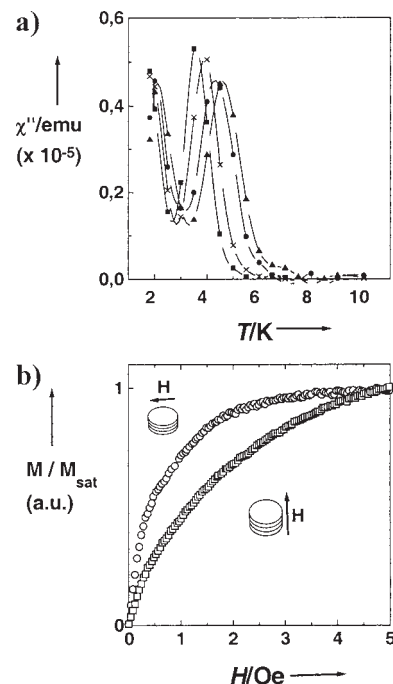 a)
0,6
0,4
0,2
0,0
χ''/emu
(x 10-5)
2
4
6
8
10
T/K
b)
1
0
M / Msat
(a.u.)
H
H
0
1
2
3
4
5
H/Oe